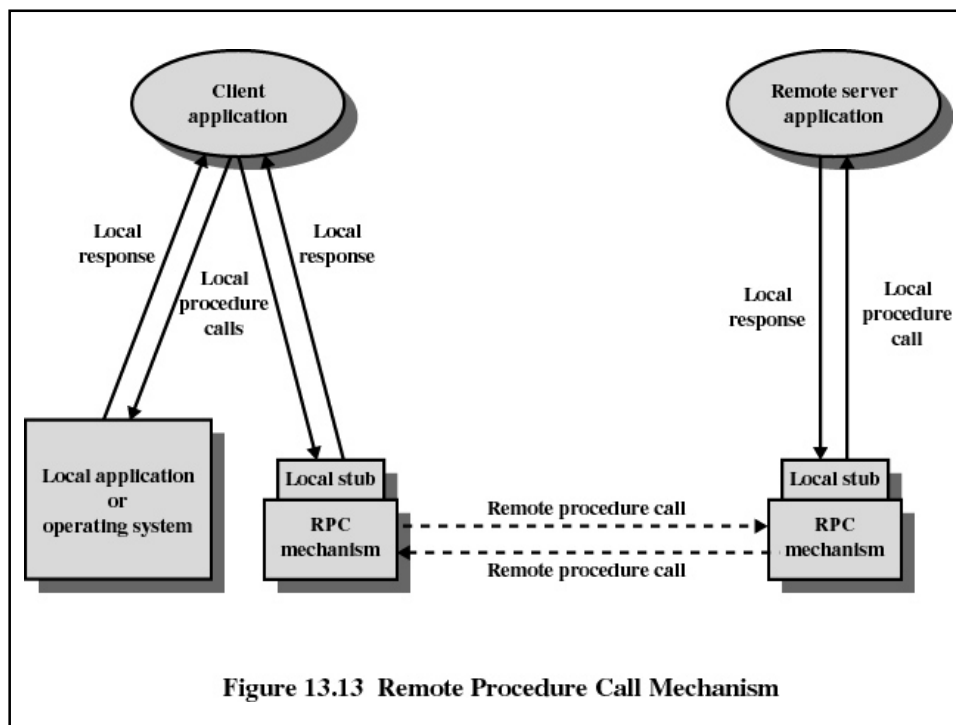 Client
application
Remote server
application
Local
response
Local
procedure
calls
Local
response
Local
response
Local
procedure
call
Local application
or
operating system
Local stub
RPC
mechanism
Remote procedure call
Remote procedure call
Local stub
RPC
mechanism
Figure 13.13 Remote Procedure Call Mechanism